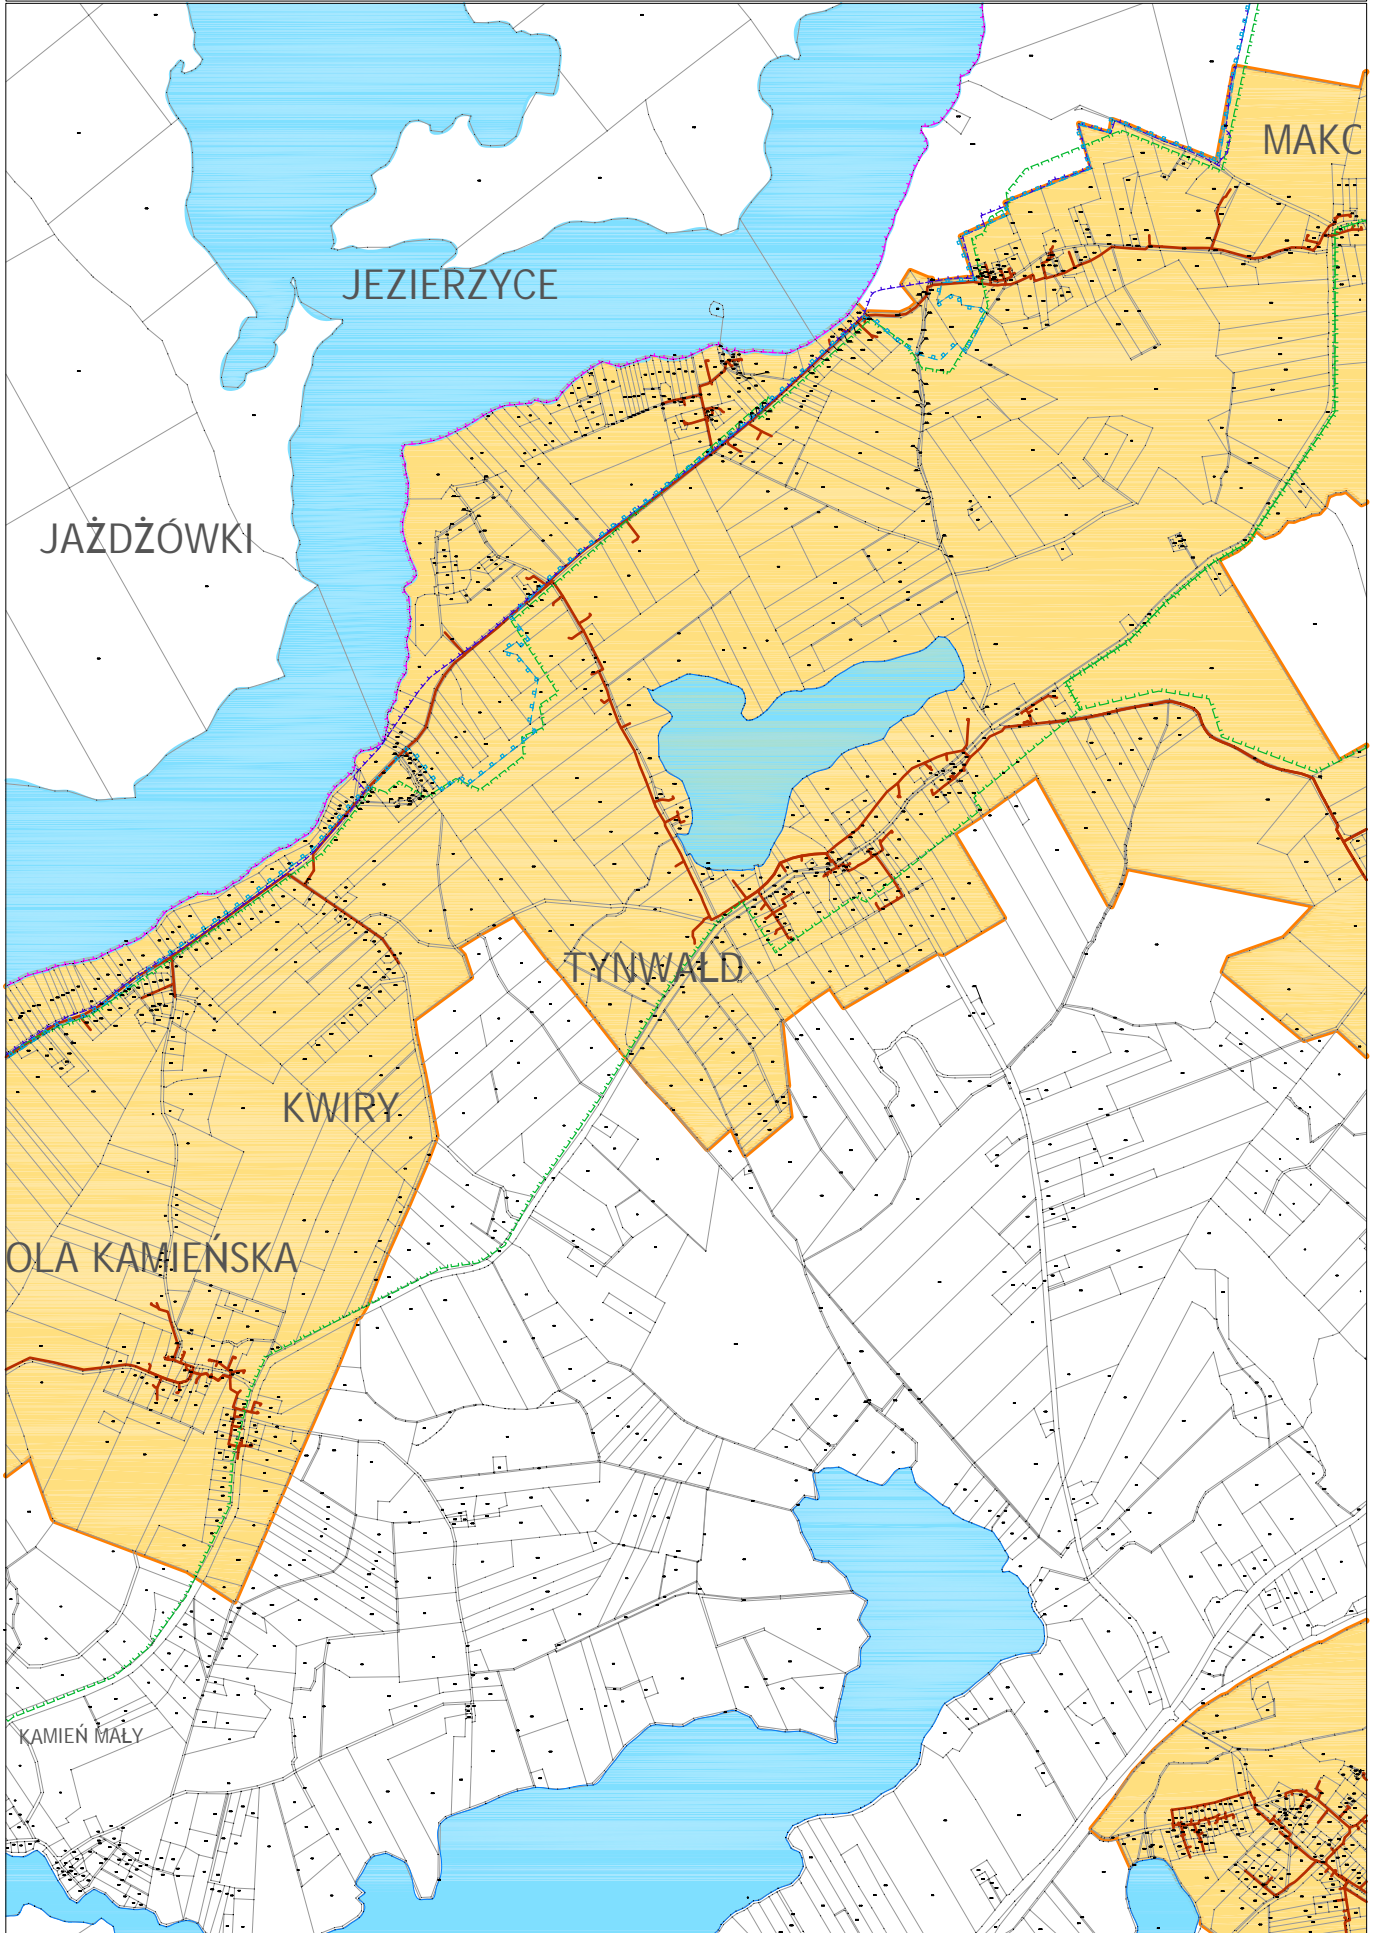 MAKC
JEZIERZYCE
JAŻDŻÓWKI
TYNWAŁD
KWIRY
OLA KAMIEŃSKA
KAMIEŃ MAŁY